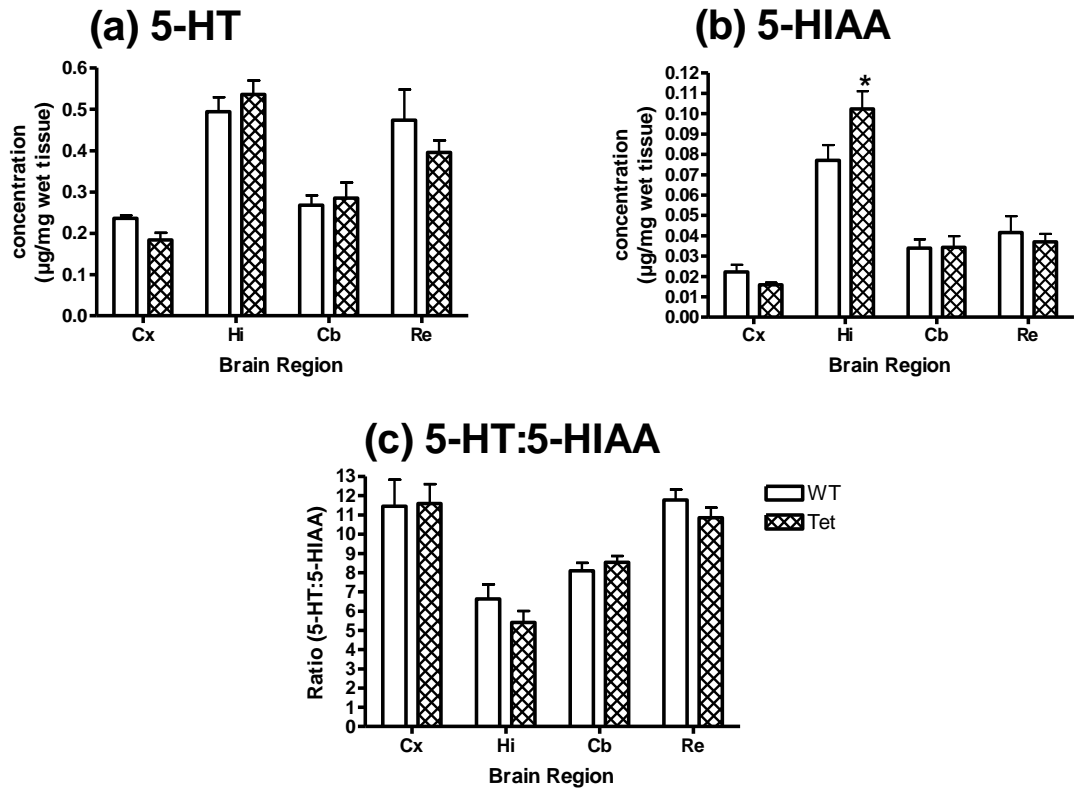 (a) 5-HT
concentration
(µg/mg wet tissue)
0.6
0.5
0.4
0.3
0.2
0.1
0.0
Cx Hi Cb Re
Brain Region
(b) 5-HIAA
concentration
(µg/mg wet tissue)
0.12
0.11
0.10
0.09
0.08
0.07
0.06
0.05
0.04
0.03
0.02
0.01
0.00
*
Cx Hi Cb Re
Brain Region
(c) 5-HT:5-HIAA
Ratio (5-HT:5-HIAA)
13
12
11
10
9
8
7
6
5
4
3
2
1
0
Cx Hi Cb Re
Brain Region
WT
Tet